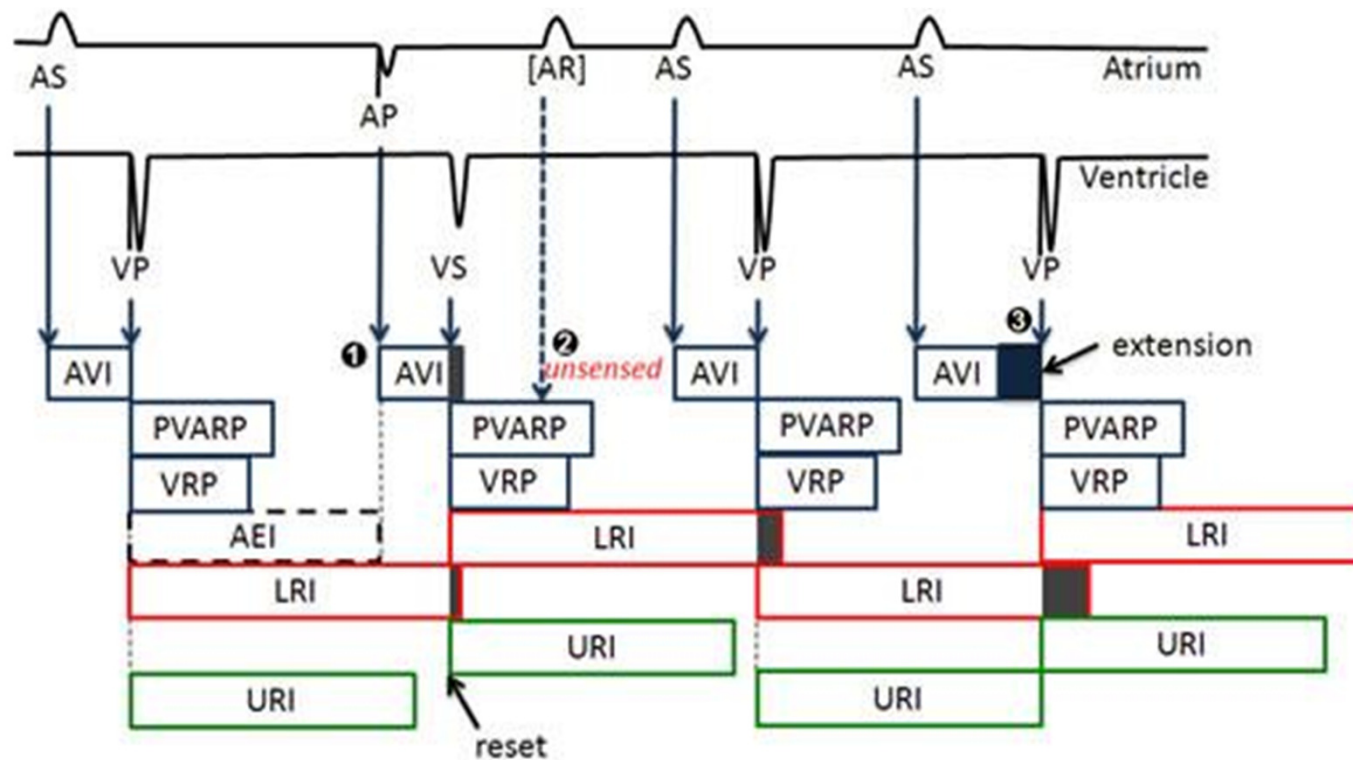 AS
AP
[AR]
AS
AS
Atrium
Ventricle
VP
VS
VP
VP
❶
❷
unsensed
❸
extension
AVI
AVI
AVI
AVI
PVARP
PVARP
PVARP
PVARP
VRP
VRP
VRP
VRP
AEI
LRI
LRI
LRI
LRI
URI
URI
URI
URI
reset